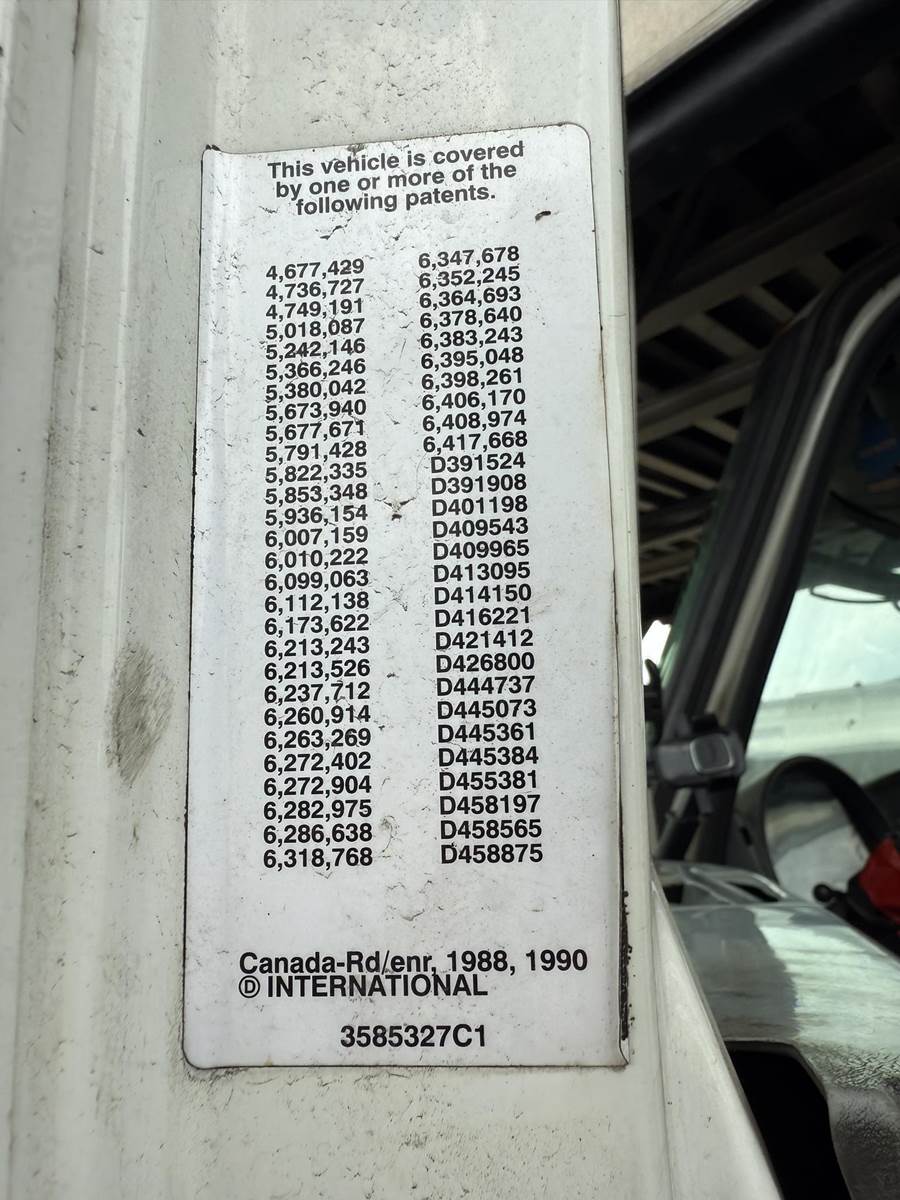 This vehicle is covered
by one or more of the
following patents.
4,677,429
4,736,727
4,749,191
5,018,087
5,242,146
5,366,246
5,380,042
5,673,940
5,677,671
5,791,428
5,822,335
5,853,348
5,936,154
6,007,159
6,010,222
6,099,063
6,112,138
6,173,622
6,213,243
6,213,526
6,237,712
6,260,914
6,263,269
6,272,402
6,272,904
6,282,975
6,286,638
6,318,768
6,347,678
6,352,245
6,364,693
6,378,640
6,383,243
6,395,048
6,398,261
6,406,170
6,408,974
6,417,668
D391524
D391908
D401198
D409543
D409965
D413095
D414150
D416221
D421412
D426800
D444737
D445073
D445361
D445384
D455381
D458197
D458565
D458875
Canada-Rd/enr, 1988, 1990
Ⓓ INTERNATIONAL
3585327C1